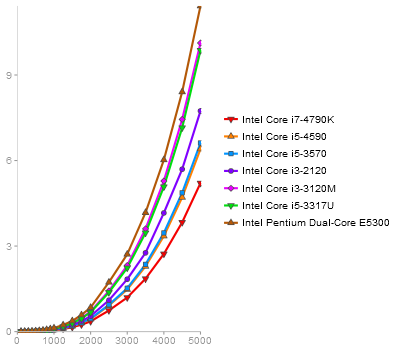 9
6
3
0
0 1000 2000 3000 4000 5000
Intel Core i7-4790K
Intel Core i5-4590
Intel Core i5-3570
Intel Core i3-2120
Intel Core i3-3120M
Intel Core i5-3317U
Intel Pentium Dual-Core E5300